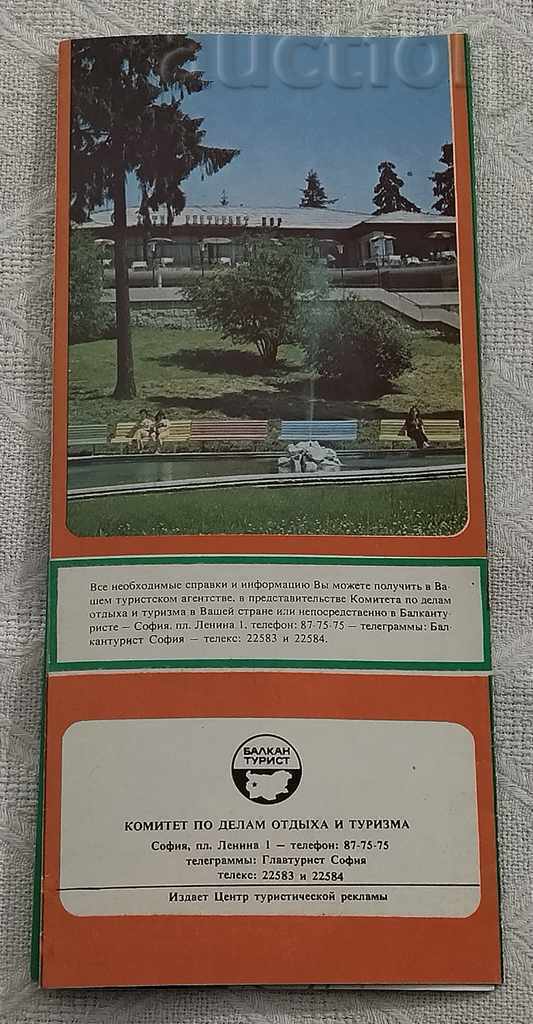 auction
Все необходимые справки и информацию Вы можете получить в Ва-
шем туристском агентстве, в представительстве Комитета по делам
отдыха и туризма в Вашей стране или непосредственно в Балканту-
ристе — София, пл. Ленина 1, телефон: 87-75-75 — телеграммы: Бал-
кантурист София — телекс: 22583 и 22584.
БАЛКАН
ТУРИСТ
КОМИТЕТ ПО ДЕЛАМ ОТДЫХА И ТУРИЗМА
София, пл. Ленина 1 — телефон: 87-75-75
телеграммы: Главтурист София
телекс: 22583 и 22584
Издает Центр туристической рекламы